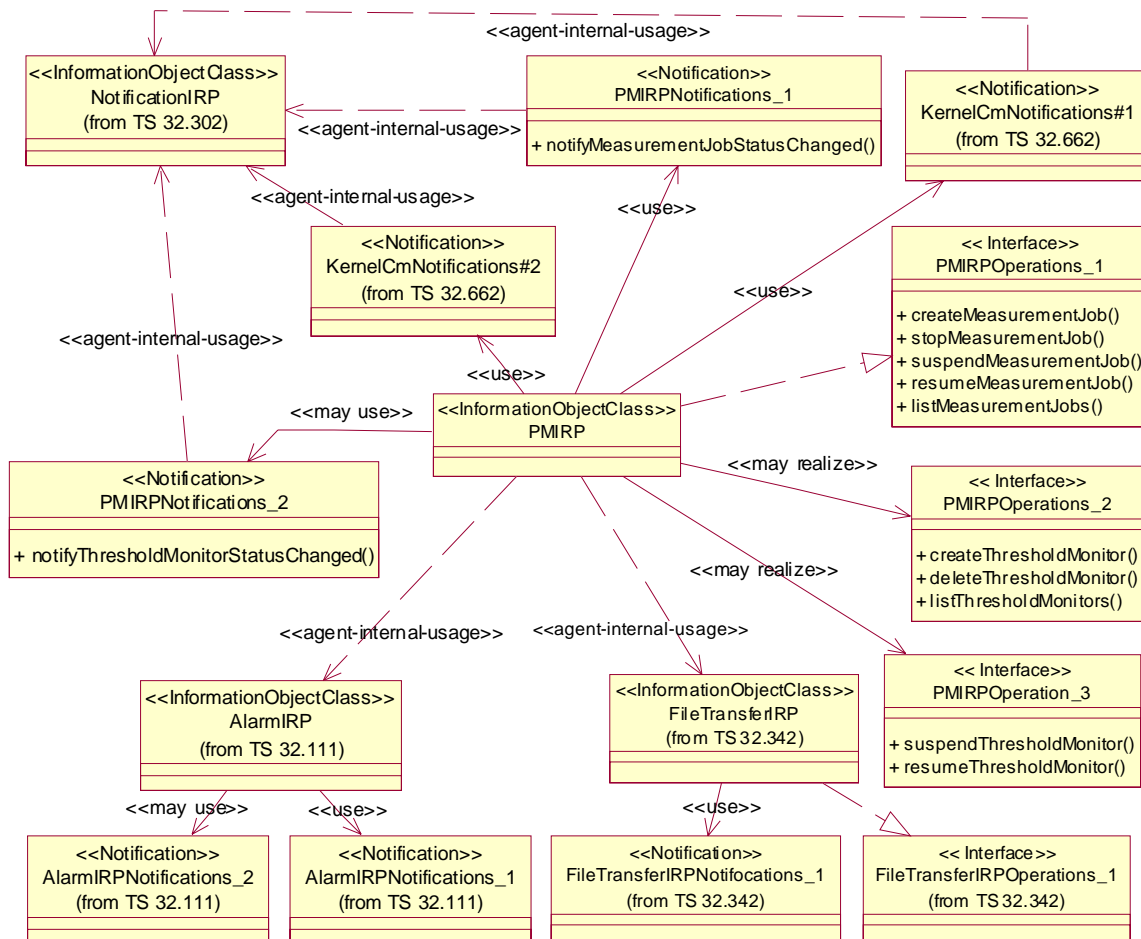 <<agent-internal-usage>>
<<InformationObjectClass>>
NotificationIRP
(from TS 32.302)
<<Notification>>
PMIRPNotifications_1
+ notifyMeasurementJobStatusChanged()
<<Notification>>
KernelCmNotifications#1
(from TS 32.662)
<<agent-internal-usage>>
<<agent-internal-usage>>
<<use>>
<<Notification>>
KernelCmNotifications#2
(from TS 32.662)
<< Interface>>
PMIRPOperations_1
+ createMeasurementJob()
+ stopMeasurementJob()
+ suspendMeasurementJob()
+ resumeMeasurementJob()
+ listMeasurementJobs()
<<use>>
<<agent-internal-usage>>
<<use>>
<<InformationObjectClass>>
PMIRP
<<may use>>
<<Notification>>
PMIRPNotifications_2
+ notifyThresholdMonitorStatusChanged()
<<may realize>>
<< Interface>>
PMIRPOperations_2
+ createThresholdMonitor()
+ deleteThresholdMonitor()
+ listThresholdMonitors()
<<may realize>>
<<agent-internal-usage>>
<<agent-internal-usage>>
<< Interface>>
PMIRPOperation_3
+ suspendThresholdMonitor()
+ resumeThresholdMonitor()
<<InformationObjectClass>>
AlarmIRP
(from TS 32.111)
<<InformationObjectClass>>
FileTransferIRP
(from TS 32.342)
<<may use>>
<<use>>
<<use>>
<<Notification>>
AlarmIRPNotifications_2
(from TS 32.111)
<<Notification>>
AlarmIRPNotifications_1
(from TS 32.111)
<<Notification>>
FileTransferIRPNotifocations_1
(from TS 32.342)
<< Interface>>
FileTransferIRPOperations_1
(from TS 32.342)